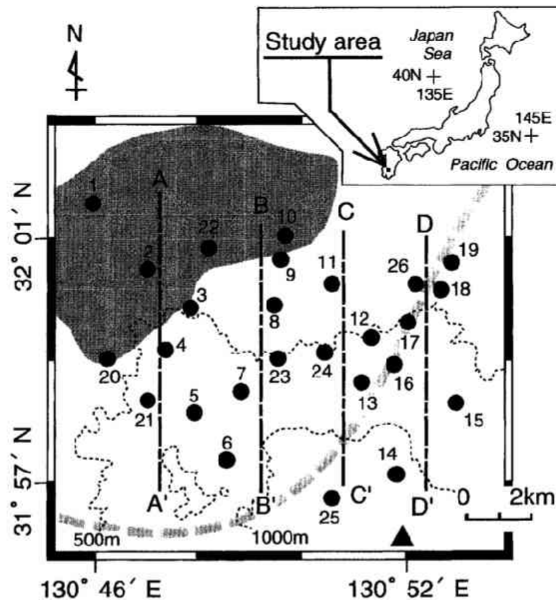 N
Study area
Japan
Sea
40N
135E
145E
35N
Pacific Ocean
32° 01′ N
31° 57′ N
A
B
C
D
1
22
10
2
9
11
26
19
18
3
8
12
17
4
20
23
24
16
7
13
21
5
15
6
14
25
A'
B'
C'
D'
0 2km
500m
1000m
130° 46′ E
130° 52′ E